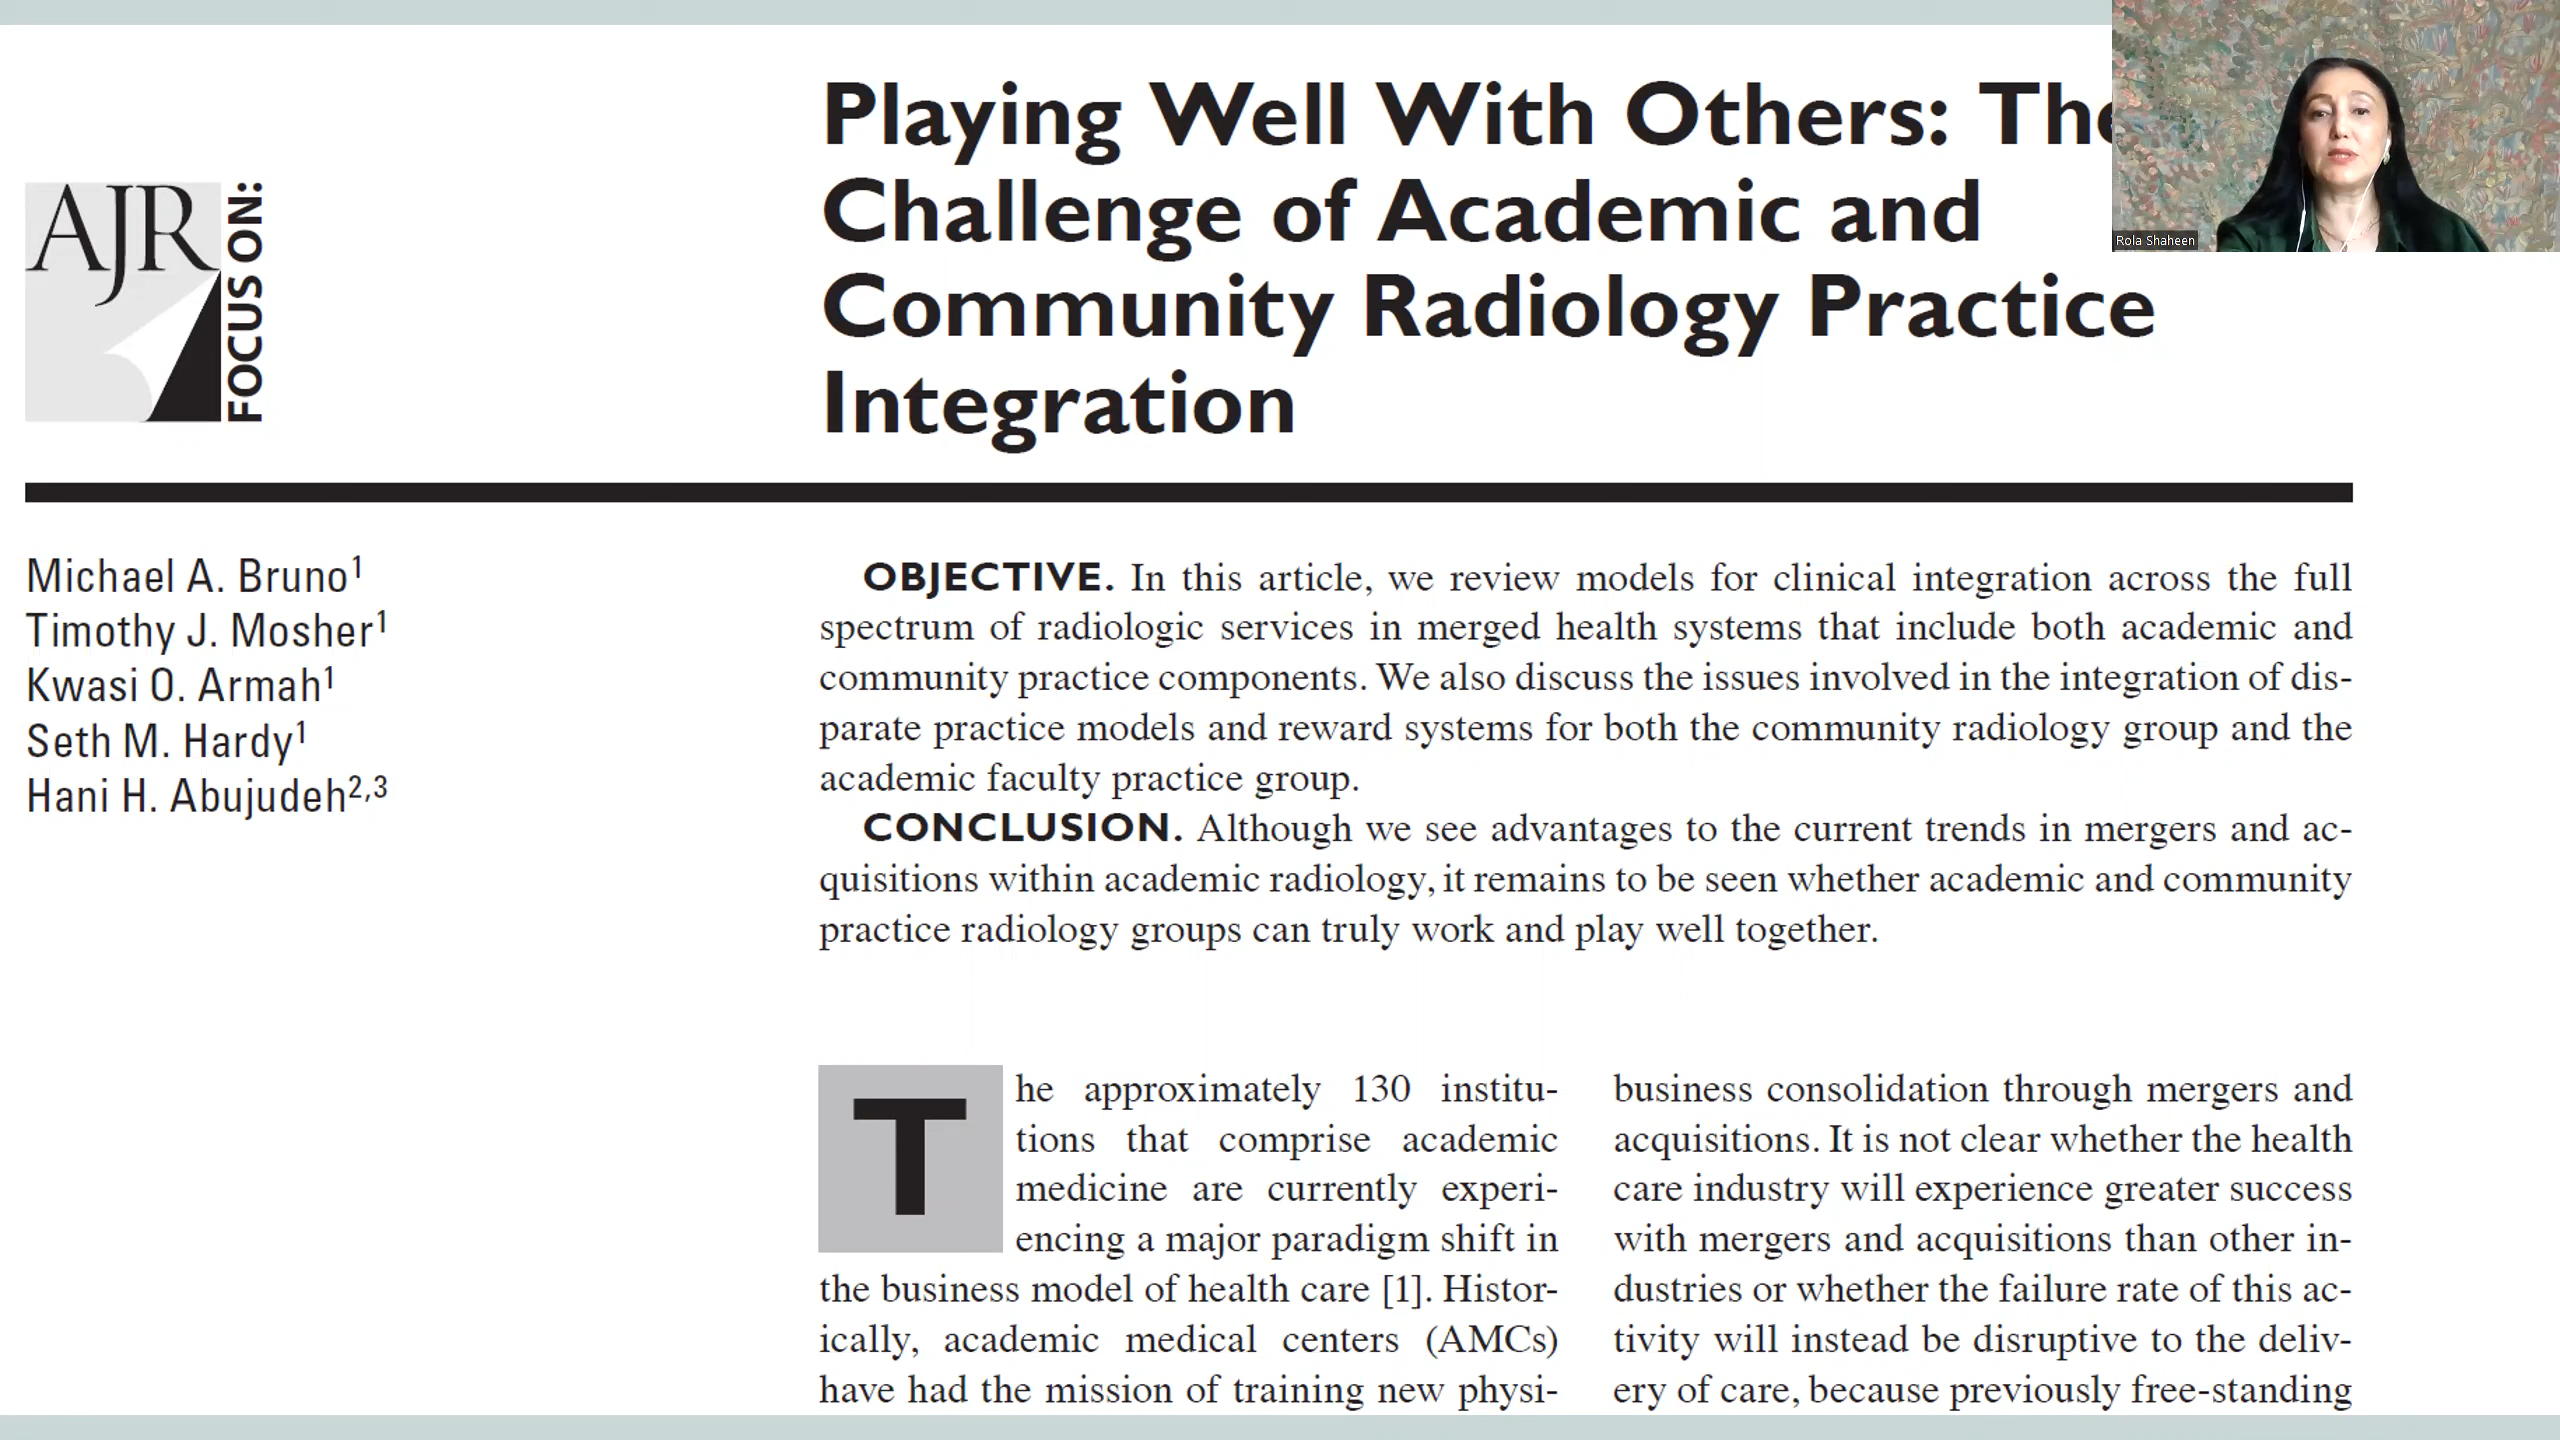 AJR
FOCUS ON:
Playing Well With Others: The
Challenge of Academic and
Community Radiology Practice
Integration
Rola Shaheen
Michael A. Bruno1
Timothy J. Mosher1
Kwasi O. Armah1
Seth M. Hardy1
Hani H. Abujudeh2,3
OBJECTIVE. In this article, we review models for clinical integration across the full
spectrum of radiologic services in merged health systems that include both academic and
community practice components. We also discuss the issues involved in the integration of dis-
parate practice models and reward systems for both the community radiology group and the
academic faculty practice group.
CONCLUSION. Although we see advantages to the current trends in mergers and ac-
quisitions within academic radiology, it remains to be seen whether academic and community
practice radiology groups can truly work and play well together.
The approximately 130 institu-
tions that comprise academic
medicine are currently experi-
encing a major paradigm shift in
the business model of health care [1]. Histor-
ically, academic medical centers (AMCs)
have had the mission of training new physi-
business consolidation through mergers and
acquisitions. It is not clear whether the health
care industry will experience greater success
with mergers and acquisitions than other in-
dustries or whether the failure rate of this ac-
tivity will instead be disruptive to the deliv-
ery of care, because previously free-standing